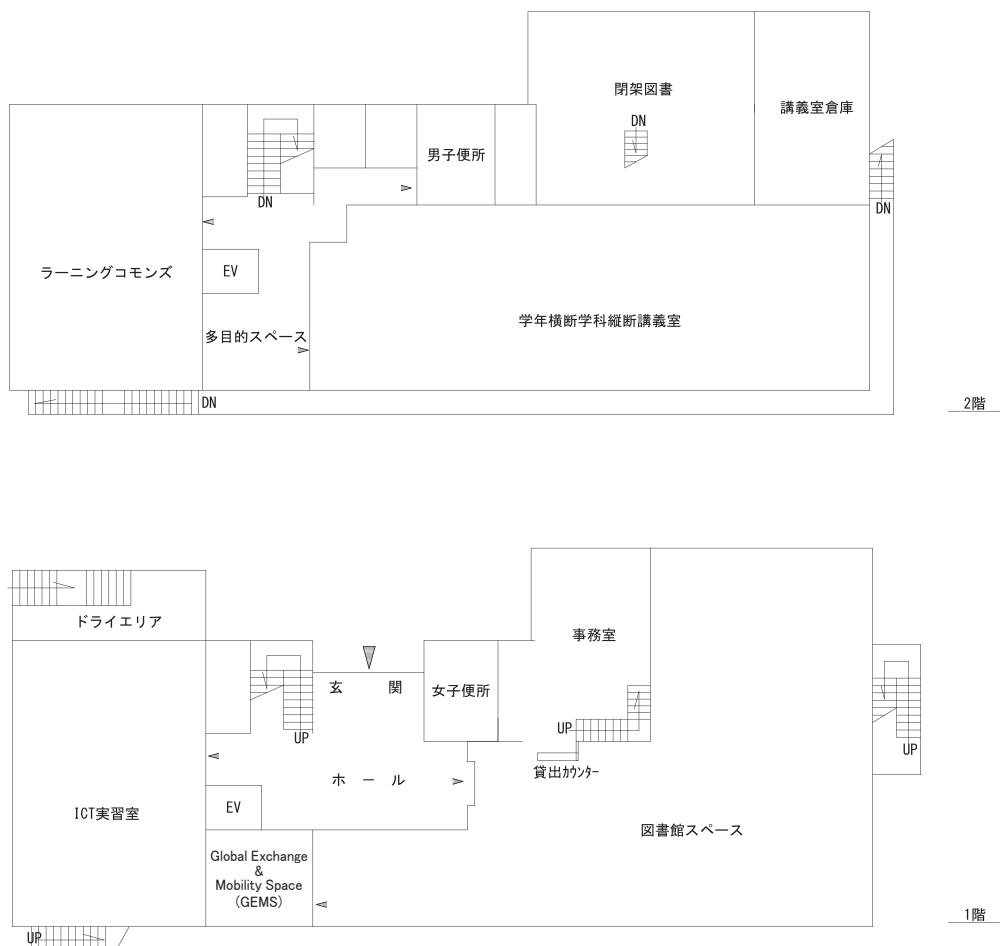 閉架図書
講義室倉庫
DN
男子便所
DN
DN
ラーニングコモンズ
EV
学年横断学科縦断講義室
多目的スペース
DN
2階
ドライエリア
事務室
玄　関
女子便所
UP
UP
UP
貸出カウンター
ホ　ー　ル
EV
ICT実習室
図書館スペース
Global Exchange
&
Mobility Space
(GEMS)
1階
UP